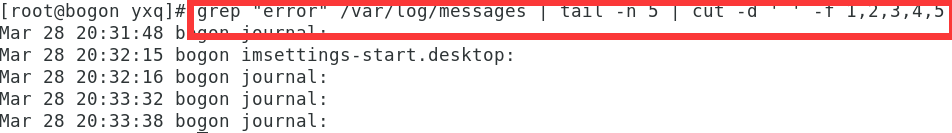 [root@bogon yxq]# grep "error" /var/log/messages | tail -n 5 | cut -d ' ' -f 1,2,3,4,5
Mar 28 20:31:48 bogon journal:
Mar 28 20:32:15 bogon imsettings-start.desktop:
Mar 28 20:32:16 bogon journal:
Mar 28 20:33:32 bogon journal:
Mar 28 20:33:38 bogon journal: